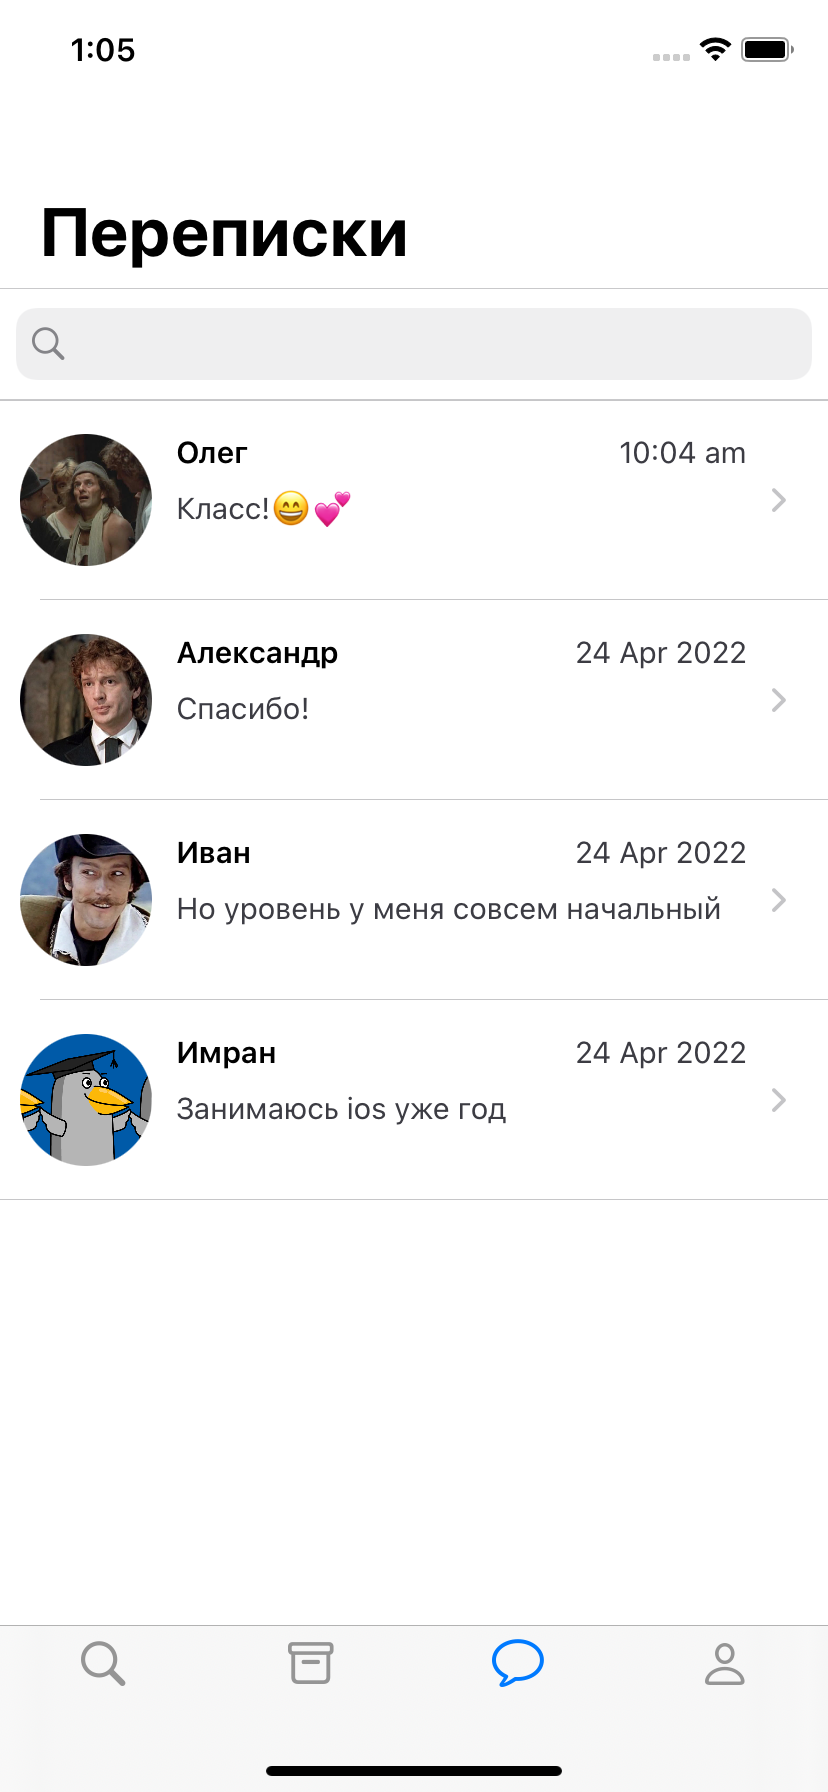 1:05
Переписки
Олег
10:04 am
Класс!😄💕
Александр
24 Apr 2022
Спасибо!
Иван
24 Apr 2022
Но уровень у меня совсем начальный
Имран
24 Apr 2022
Занимаюсь ios уже год